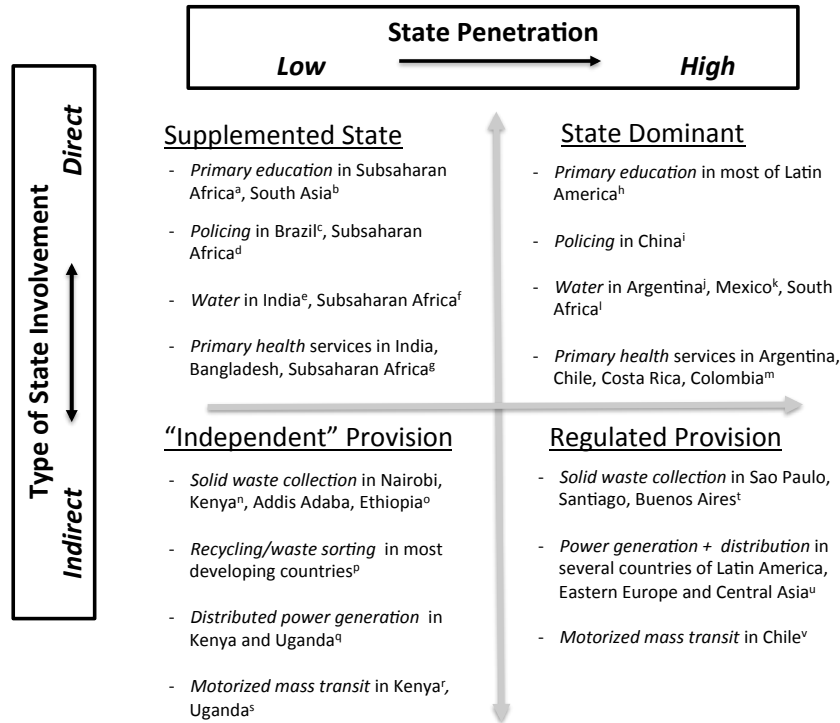 State Penetration
Low
High
Type of State Involvement
Direct
Indirect
Supplemented State
- Primary education in Subsaharan
Africaᵃ, South Asiaᵇ
- Policing in Brazilᶜ, Subsaharan
Africaᵈ
- Water in Indiaᵉ, Subsaharan Africaᶠ
- Primary health services in India,
Bangladesh, Subsaharan Africaᵍ
State Dominant
- Primary education in most of Latin
Americaʰ
- Policing in Chinaⁱ
- Water in Argentinaʲ, Mexicoᵏ, South
Africaˡ
- Primary health services in Argentina,
Chile, Costa Rica, Colombiaᵐ
“Independent” Provision
- Solid waste collection in Nairobi,
Kenyaⁿ, Addis Adaba, Ethiopiaᵒ
- Recycling/waste sorting in most
developing countriesᵖ
- Distributed power generation in
Kenya and Uganda𐞥
- Motorized mass transit in Kenyaʳ,
Ugandaˢ
Regulated Provision
- Solid waste collection in Sao Paulo,
Santiago, Buenos Airesᵗ
- Power generation + distribution in
several countries of Latin America,
Eastern Europe and Central Asiaᵘ
- Motorized mass transit in Chileᵛ